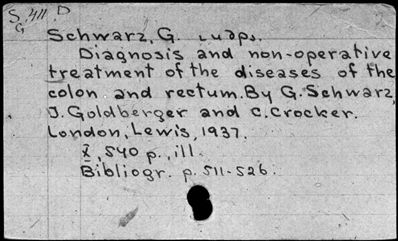 S. 411. D
G
Schwarz, G.
Diagnosis and non-operative
treatment of the diseases of the
colon and rectum. By G. Schwarz,
J. Goldberger and C. Crocker.
London, Lewis, 1937.
X, 540 p., ill.
Bibliogr. p. 511-526.